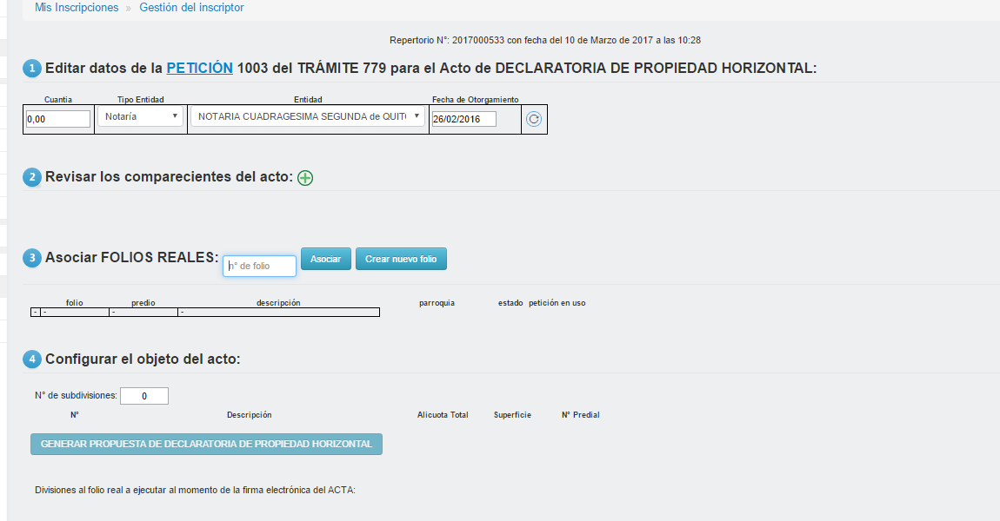 Mis Inscripciones » Gestión del inscriptor
Repertorio N°: 2017000533 con fecha del 10 de Marzo de 2017 a las 10:28
1 Editar datos de la PETICIÓN 1003 del TRÁMITE 779 para el Acto de DECLARATORIA DE PROPIEDAD HORIZONTAL:
Cuantia Tipo Entidad Entidad Fecha de Otorgamiento
0,00 Notaría NOTARIA CUADRAGESIMA SEGUNDA de QUIT 26/02/2016
2 Revisar los comparecientes del acto:
3 Asociar FOLIOS REALES: n° de folio Asociar Crear nuevo folio
folio predio descripción parroquia estado petición en uso
- - - -
4 Configurar el objeto del acto:
N° de subdivisiones: 0
N° Descripción Alicuota Total Superficie N° Predial
GENERAR PROPUESTA DE DECLARATORIA DE PROPIEDAD HORIZONTAL
Divisiones al folio real a ejecutar al momento de la firma electrónica del ACTA: